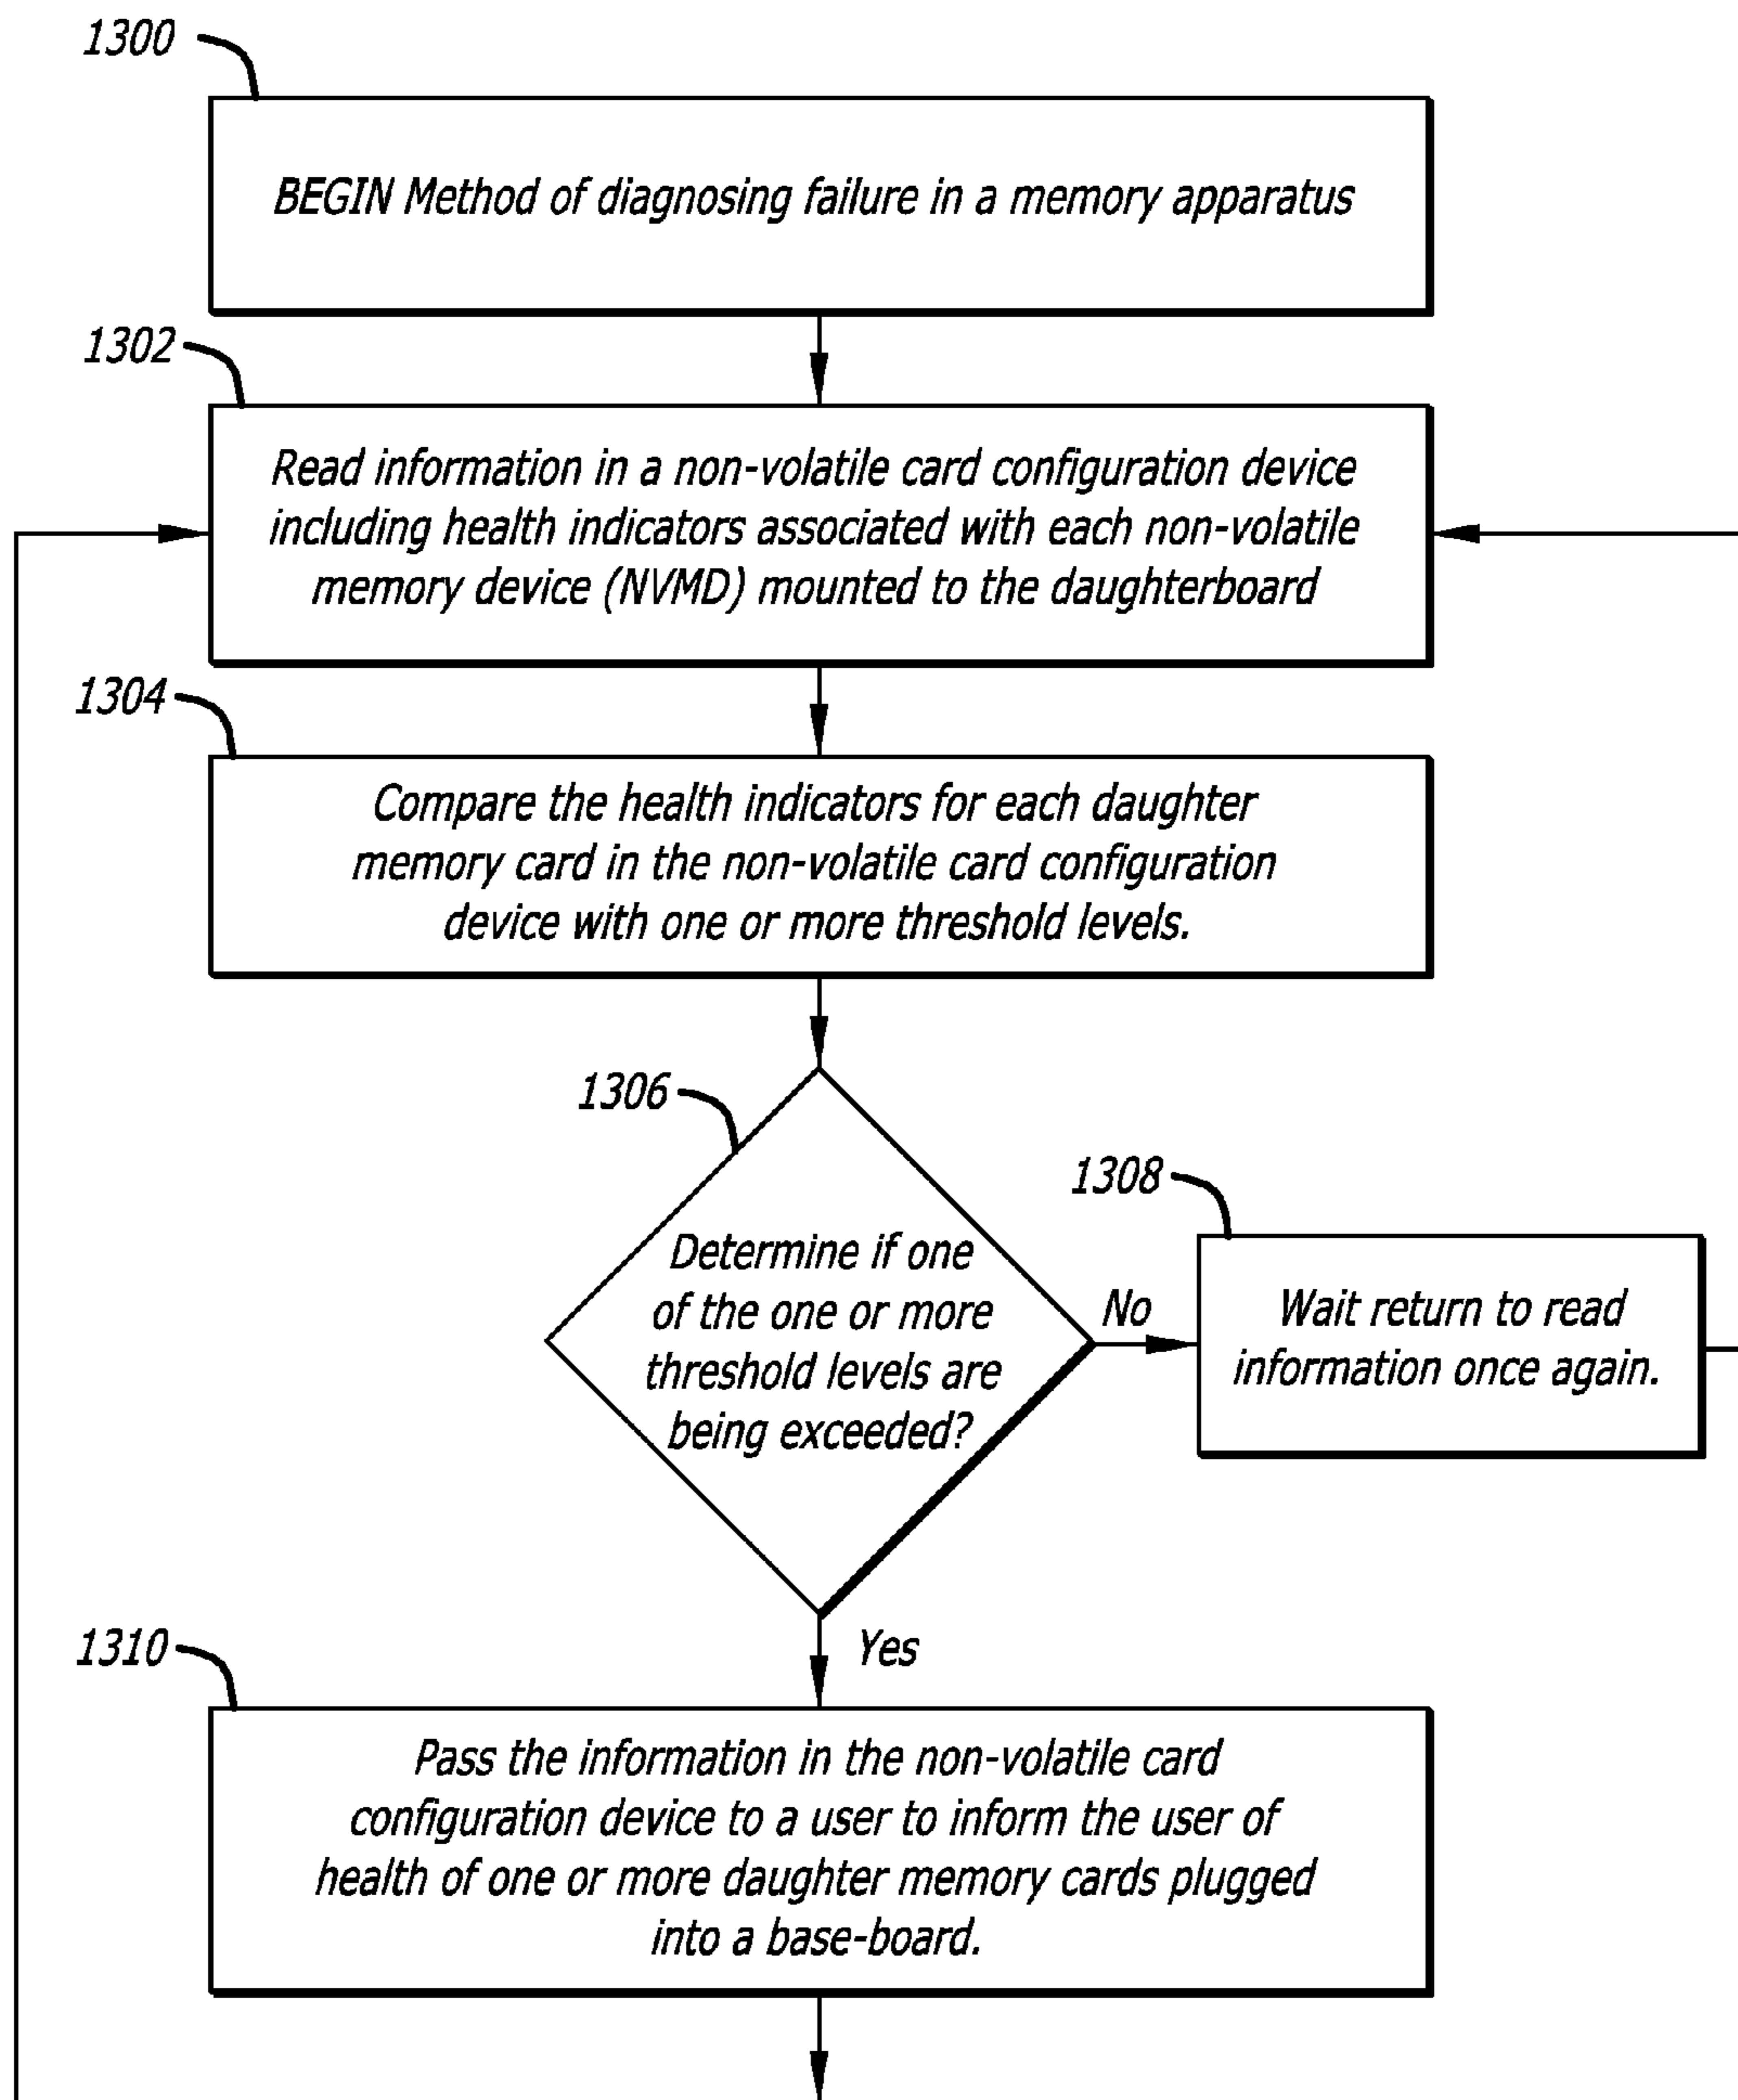 1300
BEGIN Method of diagnosing failure in a memory apparatus
1302
Read information in a non-volatile card configuration device
including health indicators associated with each non-volatile
memory device (NVMD) mounted to the daughterboard
1304
Compare the health indicators for each daughter
memory card in the non-volatile card configuration
device with one or more threshold levels.
1306
Determine if one
of the one or more
threshold levels are
being exceeded?
No
1308
Wait return to read
information once again.
Yes
1310
Pass the information in the non-volatile card
configuration device to a user to inform the user of
health of one or more daughter memory cards plugged
into a base-board.